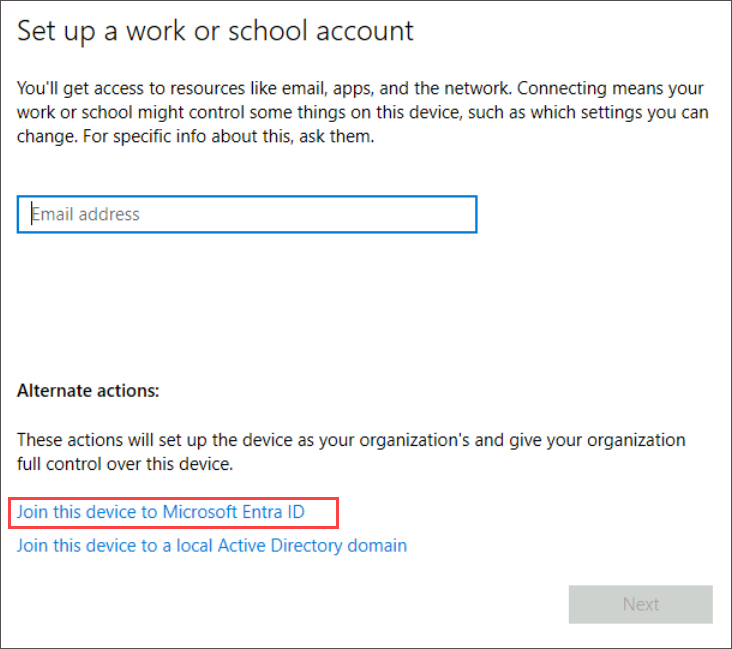 Set up a work or school account
You'll get access to resources like email, apps, and the network. Connecting means your
work or school might control some things on this device, such as which settings you can
change. For specific info about this, ask them.
Email address
Alternate actions:
These actions will set up the device as your organization's and give your organization
full control over this device.
Join this device to Microsoft Entra ID
Join this device to a local Active Directory domain
Next